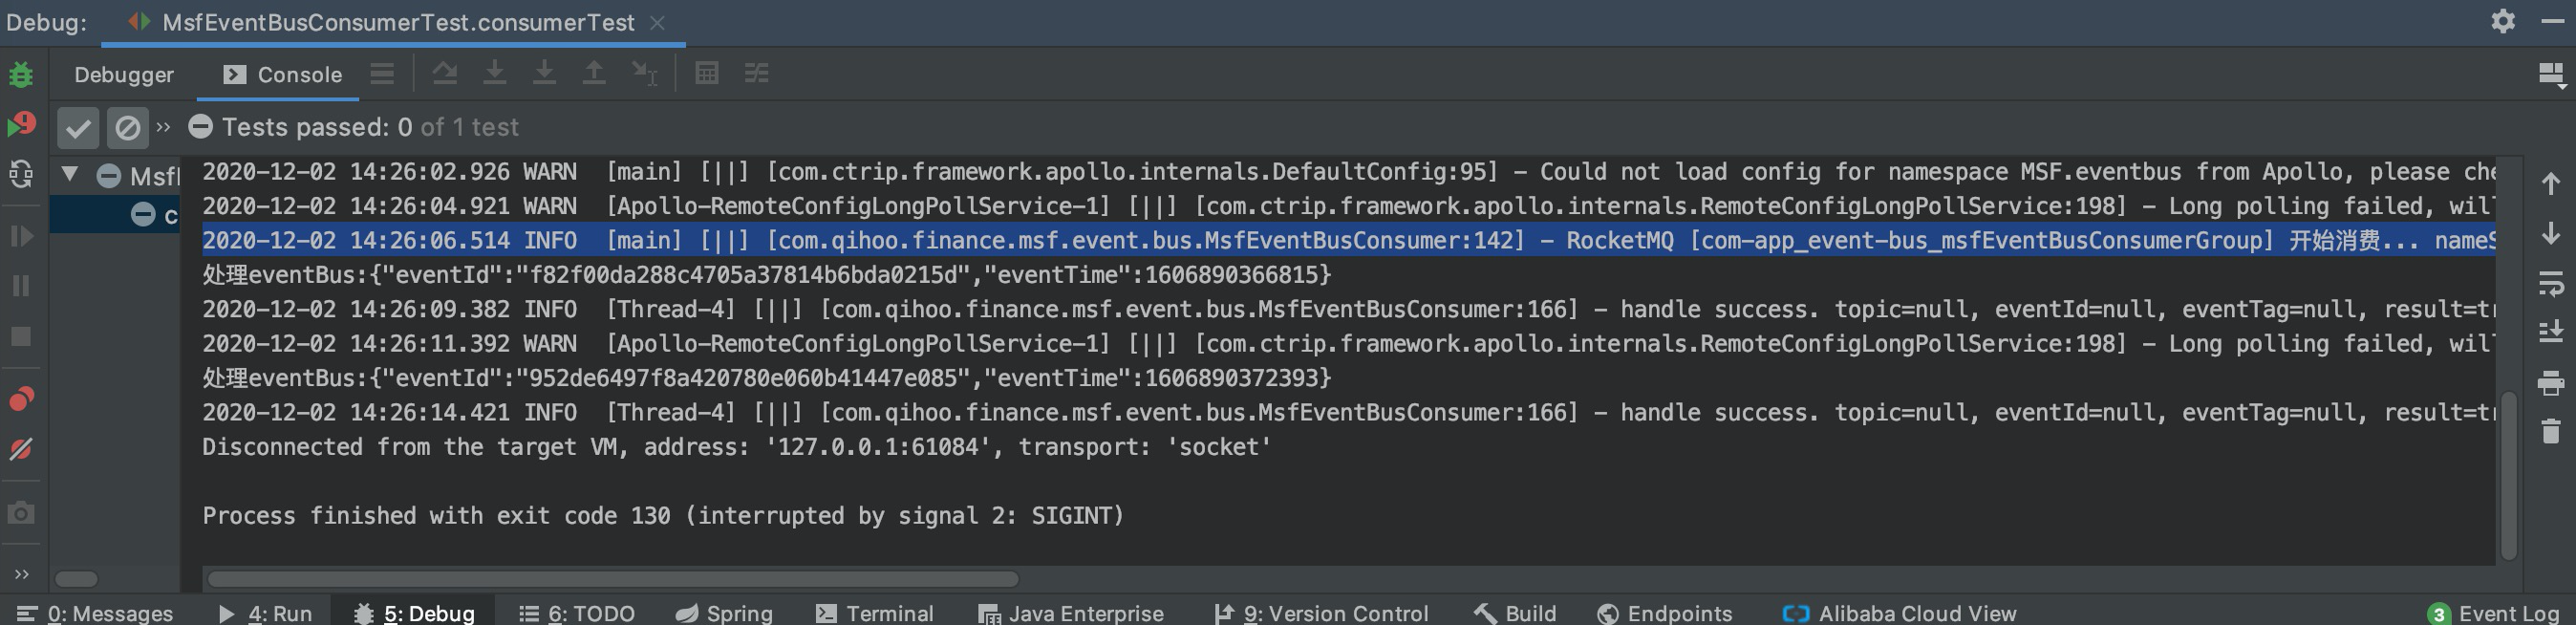 Debug: MsfEventBusConsumerTest.consumerTest
Debugger Console
Tests passed: 0 of 1 test
Msf
c
2020-12-02 14:26:02.926 WARN [main] [||] [com.ctrip.framework.apollo.internals.DefaultConfig:95] - Could not load config for namespace MSF.eventbus from Apollo, please che
2020-12-02 14:26:04.921 WARN [Apollo-RemoteConfigLongPollService-1] [||] [com.ctrip.framework.apollo.internals.RemoteConfigLongPollService:198] - Long polling failed, wil
2020-12-02 14:26:06.514 INFO [main] [||] [com.qihoo.finance.msf.event.bus.MsfEventBusConsumer:142] - RocketMQ [com-app_event-bus_msfEventBusConsumerGroup] 开始消费... nameS
处理eventBus:{"eventId":"f82f00da288c4705a37814b6bda0215d","eventTime":1606890366815}
2020-12-02 14:26:09.382 INFO [Thread-4] [||] [com.qihoo.finance.msf.event.bus.MsfEventBusConsumer:166] - handle success. topic=null, eventId=null, eventTag=null, result=tr
2020-12-02 14:26:11.392 WARN [Apollo-RemoteConfigLongPollService-1] [||] [com.ctrip.framework.apollo.internals.RemoteConfigLongPollService:198] - Long polling failed, wil
处理eventBus:{"eventId":"952de6497f8a420780e060b41447e085","eventTime":1606890372393}
2020-12-02 14:26:14.421 INFO [Thread-4] [||] [com.qihoo.finance.msf.event.bus.MsfEventBusConsumer:166] - handle success. topic=null, eventId=null, eventTag=null, result=tr
Disconnected from the target VM, address: '127.0.0.1:61084', transport: 'socket'
Process finished with exit code 130 (interrupted by signal 2: SIGINT)
0: Messages 4: Run 5: Debug 6: TODO Spring Terminal Java Enterprise 9: Version Control Build Endpoints Alibaba Cloud View 3 Event Log